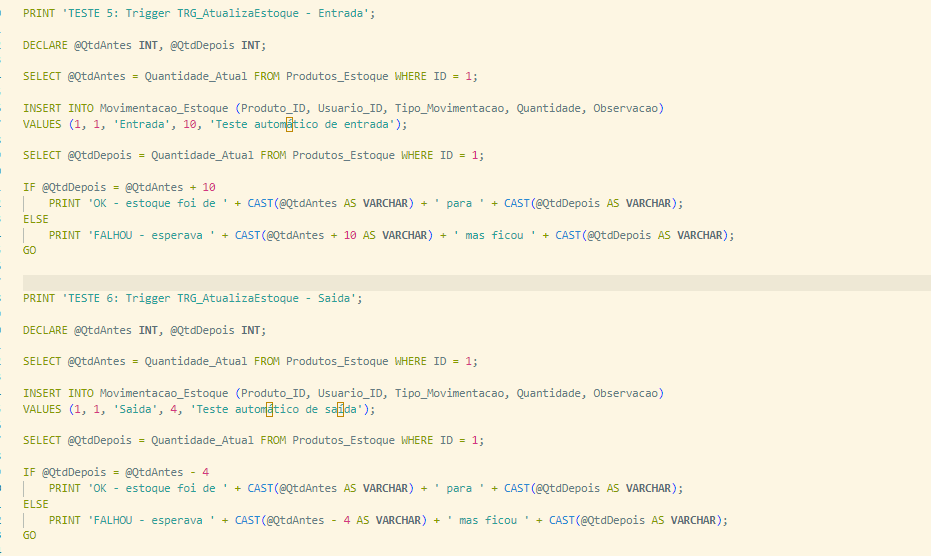 PRINT 'TESTE 5: Trigger TRG_AtualizaEstoque - Entrada';
DECLARE @QtdAntes INT, @QtdDepois INT;
SELECT @QtdAntes = Quantidade_Atual FROM Produtos_Estoque WHERE ID = 1;
INSERT INTO Movimentacao_Estoque (Produto_ID, Usuario_ID, Tipo_Movimentacao, Quantidade, Observacao)
VALUES (1, 1, 'Entrada', 10, 'Teste automático de entrada');
SELECT @QtdDepois = Quantidade_Atual FROM Produtos_Estoque WHERE ID = 1;
IF @QtdDepois = @QtdAntes + 10
PRINT 'OK - estoque foi de ' + CAST(@QtdAntes AS VARCHAR) + ' para ' + CAST(@QtdDepois AS VARCHAR);
ELSE
PRINT 'FALHOU - esperava ' + CAST(@QtdAntes + 10 AS VARCHAR) + ' mas ficou ' + CAST(@QtdDepois AS VARCHAR);
GO
PRINT 'TESTE 6: Trigger TRG_AtualizaEstoque - Saida';
DECLARE @QtdAntes INT, @QtdDepois INT;
SELECT @QtdAntes = Quantidade_Atual FROM Produtos_Estoque WHERE ID = 1;
INSERT INTO Movimentacao_Estoque (Produto_ID, Usuario_ID, Tipo_Movimentacao, Quantidade, Observacao)
VALUES (1, 1, 'Saida', 4, 'Teste automático de saída');
SELECT @QtdDepois = Quantidade_Atual FROM Produtos_Estoque WHERE ID = 1;
IF @QtdDepois = @QtdAntes - 4
PRINT 'OK - estoque foi de ' + CAST(@QtdAntes AS VARCHAR) + ' para ' + CAST(@QtdDepois AS VARCHAR);
ELSE
PRINT 'FALHOU - esperava ' + CAST(@QtdAntes - 4 AS VARCHAR) + ' mas ficou ' + CAST(@QtdDepois AS VARCHAR);
GO